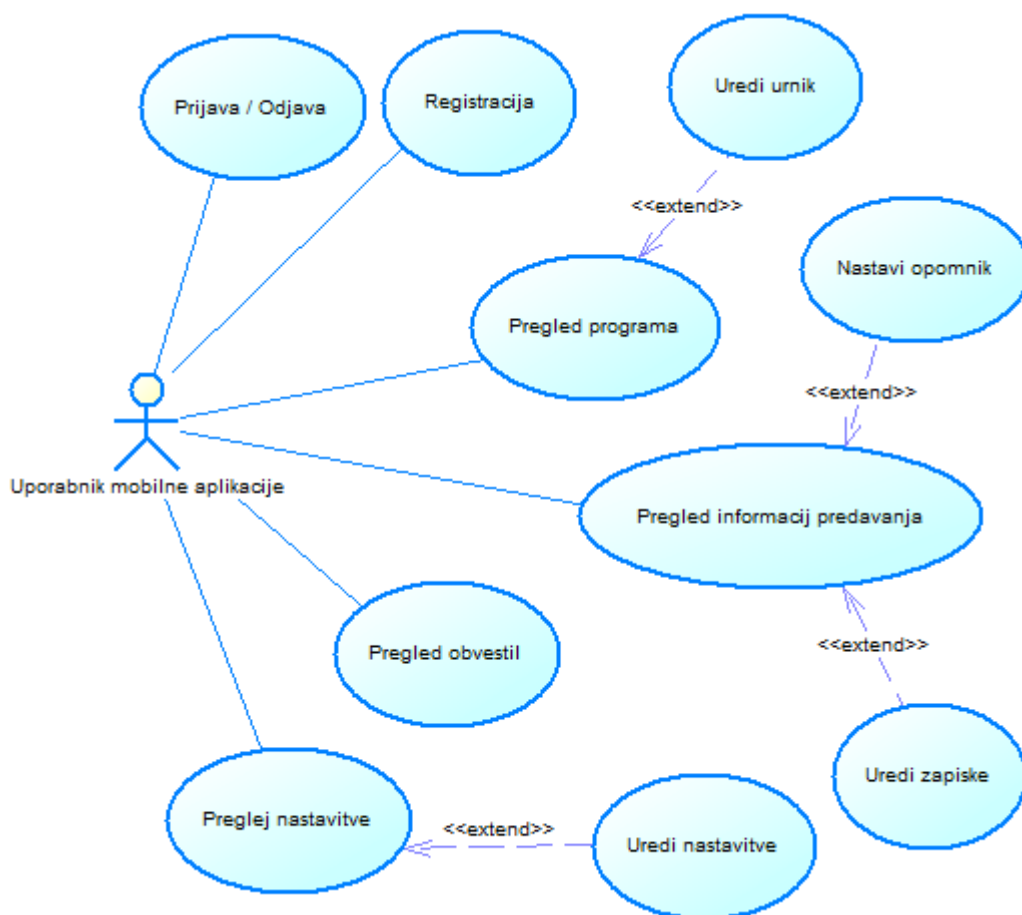 Prijava / Odjava
Registracija
Uredi urnik
<<extend>>
Nastavi opomnik
Pregled programa
<<extend>>
Uporabnik mobilne aplikacije
Pregled informacij predavanja
<<extend>>
Pregled obvestil
Uredi zapiske
Preglej nastavitve
<<extend>>
Uredi nastavitve